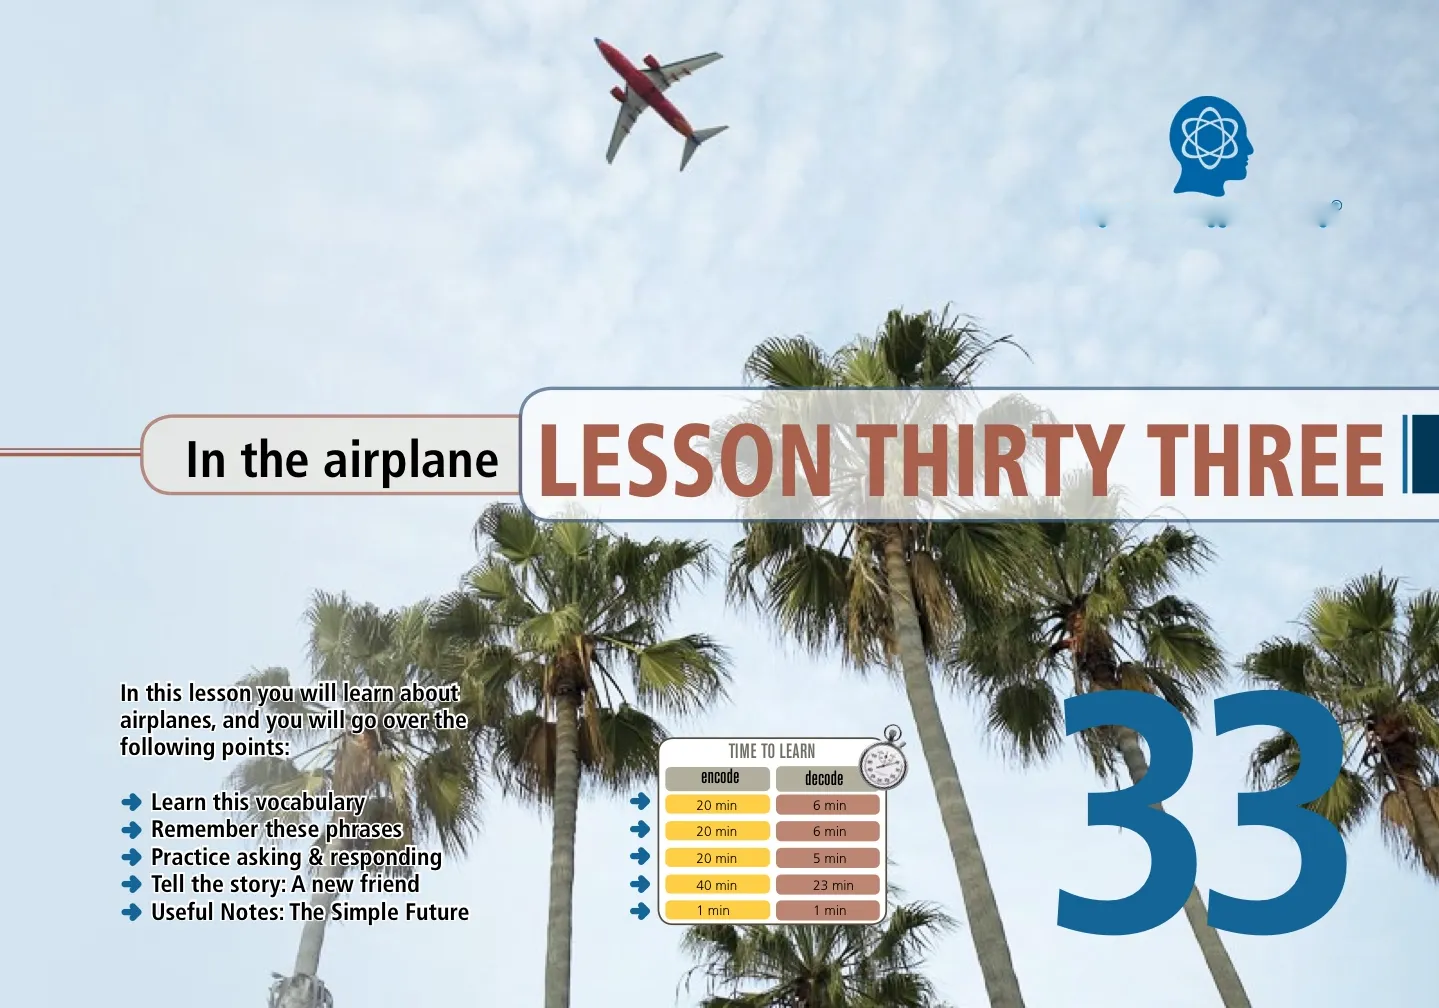 In the airplane
LESSON THIRTY THREE
In this lesson you will learn about
airplanes, and you will go over the
following points:
Learn this vocabulary
Remember these phrases
Practice asking & responding
Tell the story: A new friend
Useful Notes: The Simple Future
TIME TO LEARN
encode decode
20 min 6 min
20 min 6 min
20 min 5 min
40 min 23 min
1 min 1 min
33